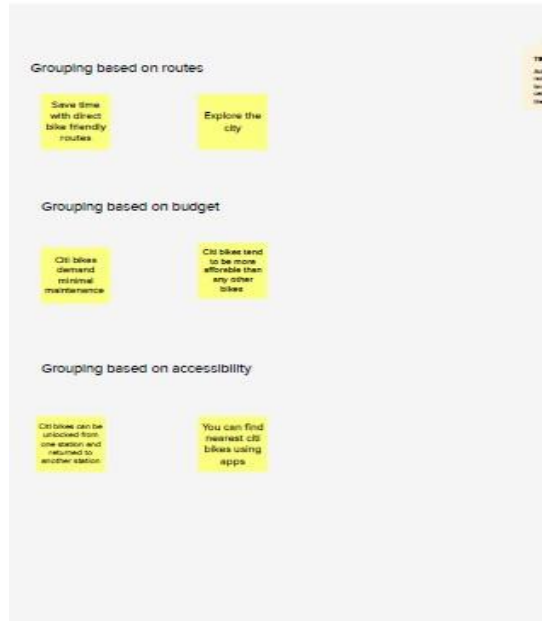 Grouping based on routes
Save time
with direct
bike friendly
routes
Explore the
city
Grouping based on budget
Citi bikes
demand
minimal
maintenance
Citi bikes tend
to be more
afforable than
any other
bikes
Grouping based on accessibility
Citi bikes can be
unlocked from
one station and
returned to
another station
You can find
nearest citi
bikes using
apps